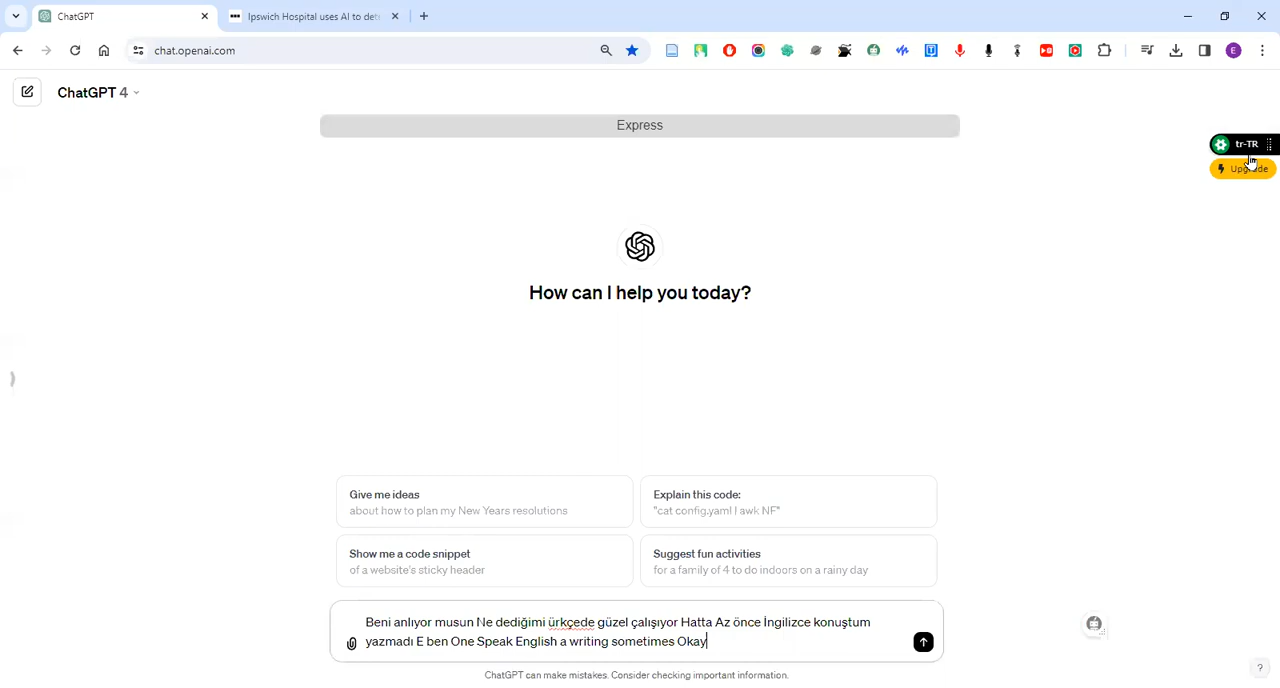 ChatGPT
Ipswich Hospital uses AI to det
chat.openai.com
E
ChatGPT 4
Express
tr-TR
Upgrade
How can I help you today?
Give me ideas
about how to plan my New Years resolutions
Explain this code:
"cat config.yaml | awk NF"
Show me a code snippet
of a website's sticky header
Suggest fun activities
for a family of 4 to do indoors on a rainy day
Beni anlıyor musun Ne dediğimi ürkçede güzel çalışıyor Hatta Az önce İngilizce konuştum
yazmadı E ben One Speak English a writing sometimes Okay
ChatGPT can make mistakes. Consider checking important information.
?